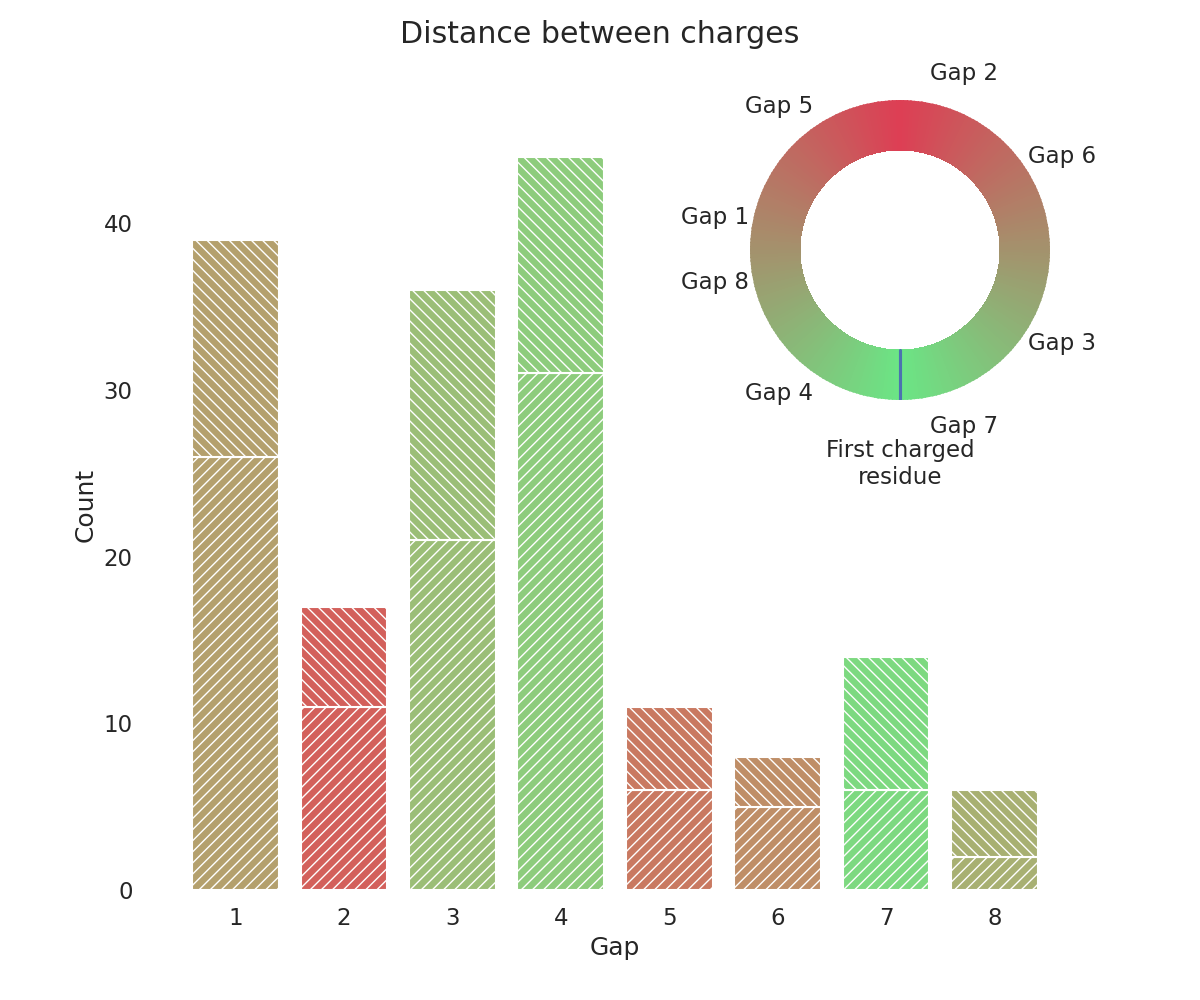 Distance between charges
Gap 2
Gap 5
Gap 6
Gap 1
Gap 8
Gap 3
Gap 4
Gap 7
First charged
residue
40
30
20
10
0
Count
1 2 3 4 5 6 7 8
Gap